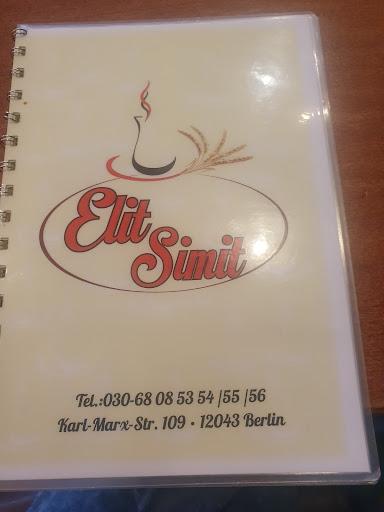 Elit
Simit
Tel.:030-68 08 53 54 /55 /56
Karl-Marx-Str. 109 • 12043 Berlin